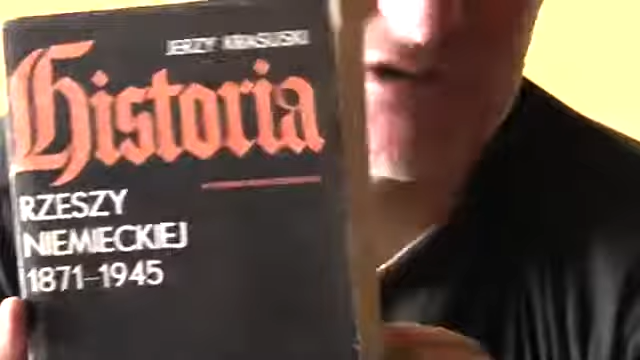 JERZY KRASUSKI
Historia
RZESZY
NIEMIECKIEJ
1871-1945